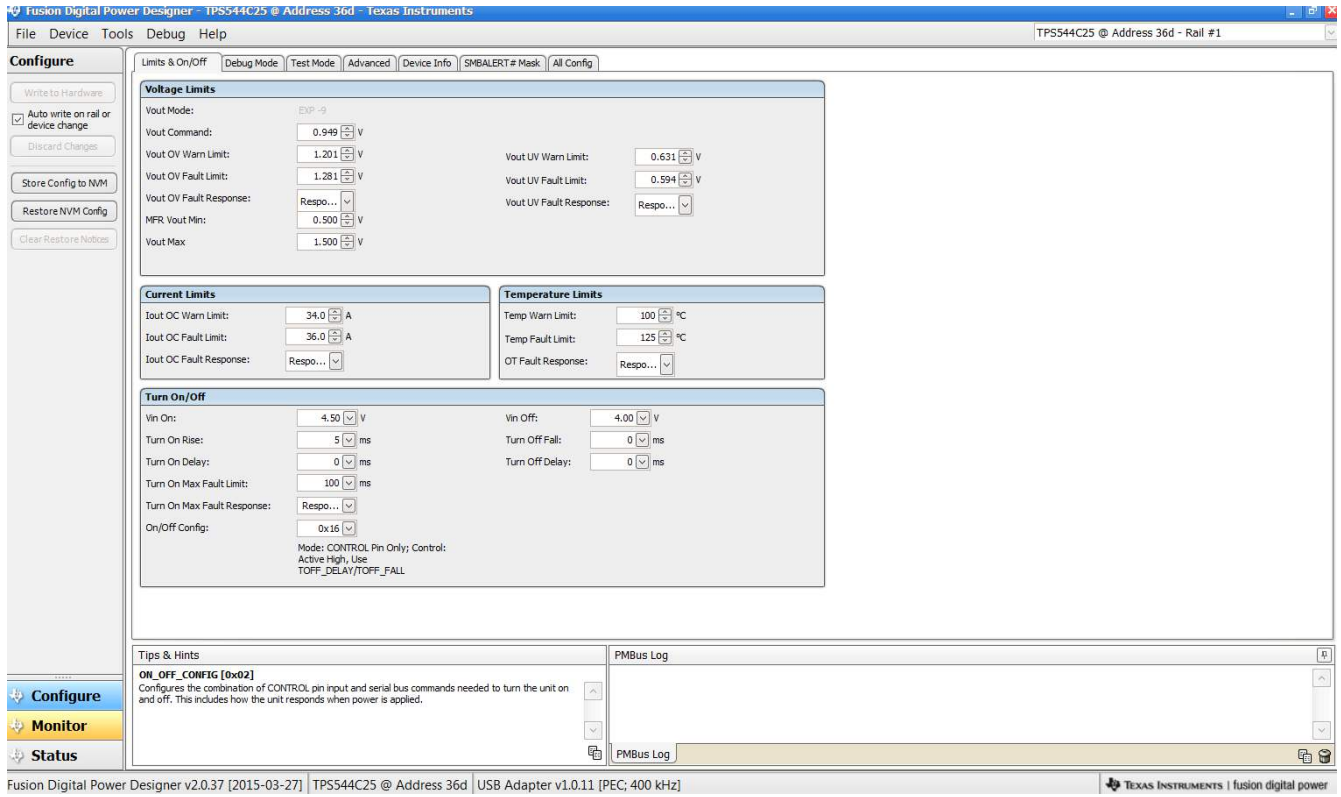 Fusion Digital Power Designer - TPS544C25 @ Address 36d - Texas Instruments
File Device Tools Debug Help
TPS544C25 @ Address 36d - Rail #1
Configure
Write to Hardware
Auto write on rail or
device change
Discard Changes
Store Config to NVM
Restore NVM Config
Clear Restore Notices
Limits & On/Off Debug Mode Test Mode Advanced Device Info SMBALERT# Mask All Config
Voltage Limits
Vout Mode: EXP -9
Vout Command: 0.949 V
Vout OV Warn Limit: 1.201 V Vout UV Warn Limit: 0.631 V
Vout OV Fault Limit: 1.281 V Vout UV Fault Limit: 0.594 V
Vout OV Fault Response: Respo... Vout UV Fault Response: Respo...
MFR Vout Min: 0.500 V
Vout Max 1.500 V
Current Limits
Iout OC Warn Limit: 34.0 A
Iout OC Fault Limit: 36.0 A
Iout OC Fault Response: Respo...
Temperature Limits
Temp Warn Limit: 100 ºC
Temp Fault Limit: 125 ºC
OT Fault Response: Respo...
Turn On/Off
Vin On: 4.50 V Vin Off: 4.00 V
Turn On Rise: 5 ms Turn Off Fall: 0 ms
Turn On Delay: 0 ms Turn Off Delay: 0 ms
Turn On Max Fault Limit: 100 ms
Turn On Max Fault Response: Respo...
On/Off Config: 0x16
Mode: CONTROL Pin Only; Control:
Active High, Use
TOFF_DELAY/TOFF_FALL
Tips & Hints
ON_OFF_CONFIG [0x02]
Configures the combination of CONTROL pin input and serial bus commands needed to turn the unit on
and off. This includes how the unit responds when power is applied.
PMBus Log
PMBus Log
Configure
Monitor
Status
Fusion Digital Power Designer v2.0.37 [2015-03-27] TPS544C25 @ Address 36d USB Adapter v1.0.11 [PEC; 400 kHz]
TEXAS INSTRUMENTS | fusion digital power